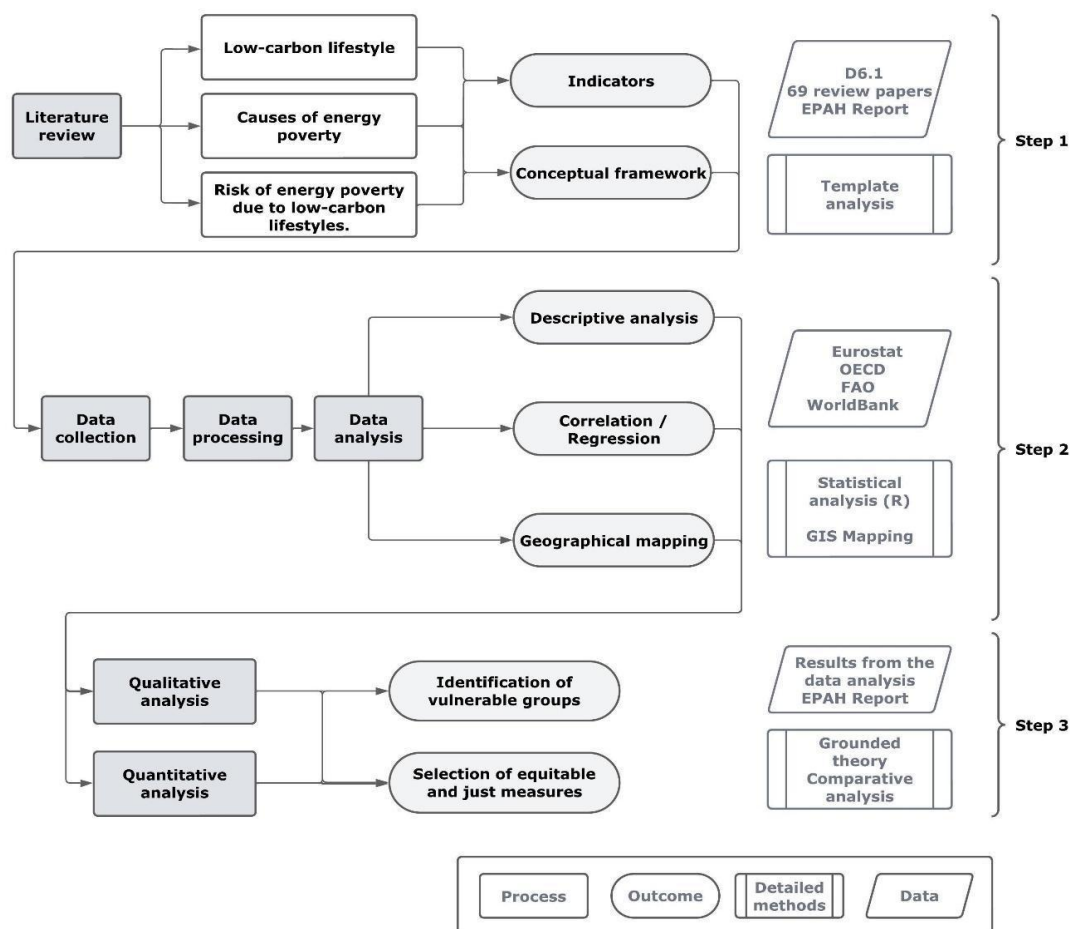 Low-carbon lifestyle
Literature
review
Causes of energy
poverty
Risk of energy poverty
due to low-carbon
lifestyles.
Indicators
Conceptual framework
D6.1
69 review papers
EPAH Report
Template
analysis
Step 1
Data
collection
Data
processing
Data
analysis
Descriptive analysis
Correlation /
Regression
Geographical mapping
Eurostat
OECD
FAO
WorldBank
Statistical
analysis (R)
GIS Mapping
Step 2
Qualitative
analysis
Quantitative
analysis
Identification of
vulnerable groups
Selection of equitable
and just measures
Results from the
data analysis
EPAH Report
Grounded
theory
Comparative
analysis
Step 3
Process
Outcome
Detailed
methods
Data